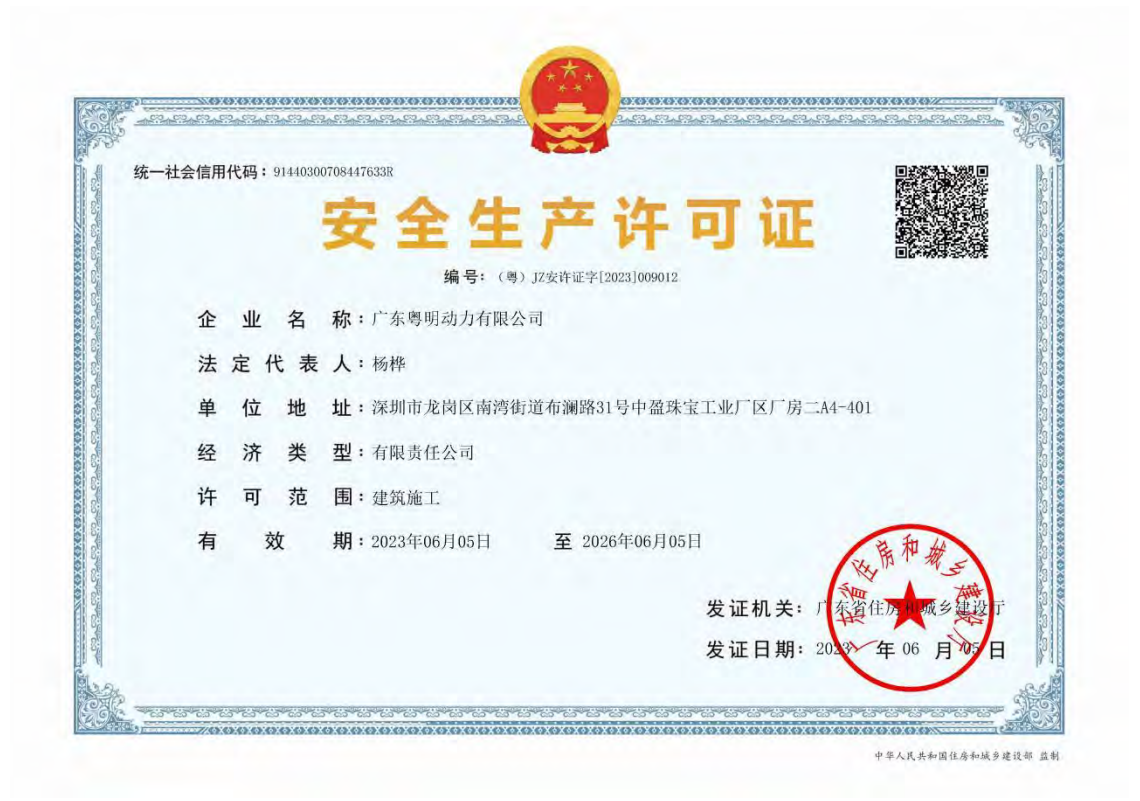 统一社会信用代码：91440300708447633R
安全生产许可证
编号：（粤）JZ安许证字[2023]009012
企业名称：广东粤明动力有限公司
法定代表人：杨桦
单位地址：深圳市龙岗区南湾街道布澜路31号中盈珠宝工业厂区厂房二A4-401
经济类型：有限责任公司
许可范围：建筑施工
有效期：2023年06月05日 至 2026年06月05日
广东省住房和城乡建设厅
发证机关：广东省住房和城乡建设厅
发证日期：2023 年 06 月 05 日
中华人民共和国住房和城乡建设部 监制